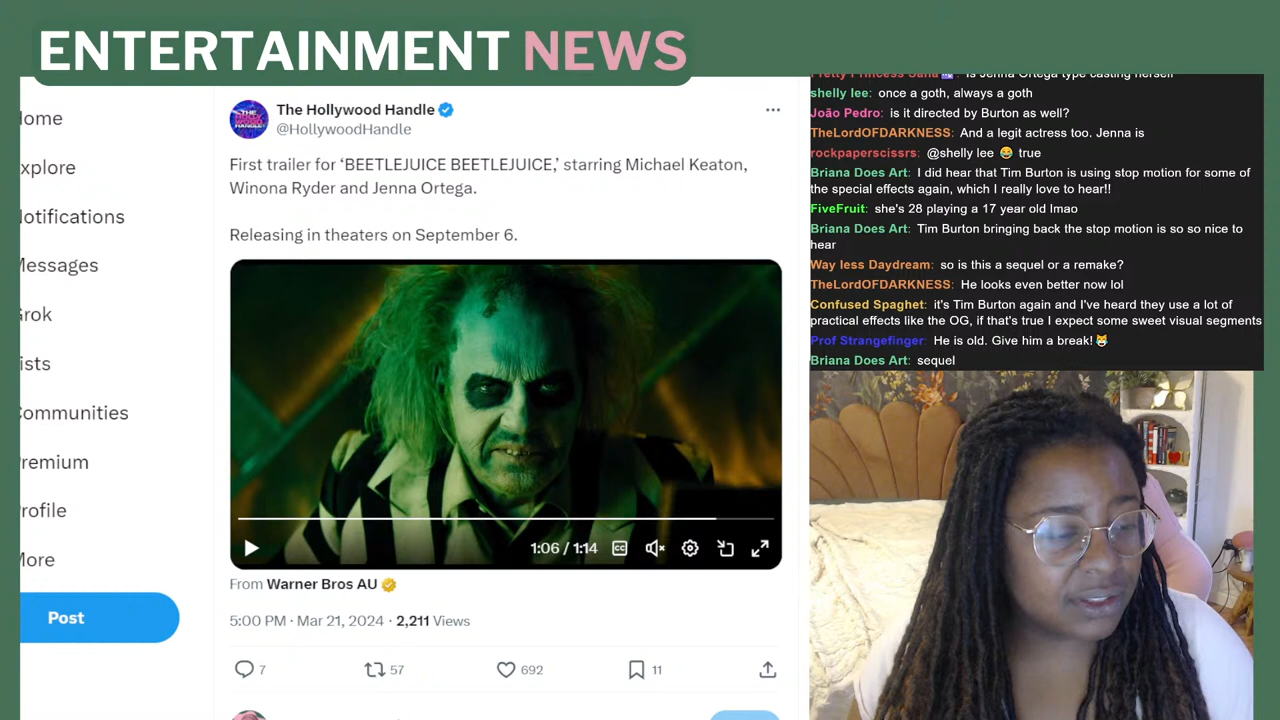 ENTERTAINMENT NEWS
ome
xplore
otifications
essages
rok
ists
ommunities
remium
rofile
More
Post
The Hollywood Handle
@HollywoodHandle
First trailer for ‘BEETLEJUICE BEETLEJUICE,’ starring Michael Keaton,
Winona Ryder and Jenna Ortega.
Releasing in theaters on September 6.
1:06 / 1:14
CC
From Warner Bros AU
5:00 PM · Mar 21, 2024 · 2,211 Views
7
57
692
11
Pretty Princess Sana: Is Jenna Ortega type casting herself
shelly lee: once a goth, always a goth
João Pedro: is it directed by Burton as well?
TheLordOFDARKNESS: And a legit actress too. Jenna is
rockpaperscissrs: @shelly lee 😂 true
Briana Does Art: I did hear that Tim Burton is using stop motion for some of
the special effects again, which I really love to hear!!
FiveFruit: she's 28 playing a 17 year old lmao
Briana Does Art: Tim Burton bringing back the stop motion is so so nice to
hear
Way less Daydream: so is this a sequel or a remake?
TheLordOFDARKNESS: He looks even better now lol
Confused Spaghet: it's Tim Burton again and I've heard they use a lot of
practical effects like the OG, if that's true I expect some sweet visual segments
Prof Strangefinger: He is old. Give him a break!😹
Briana Does Art: sequel